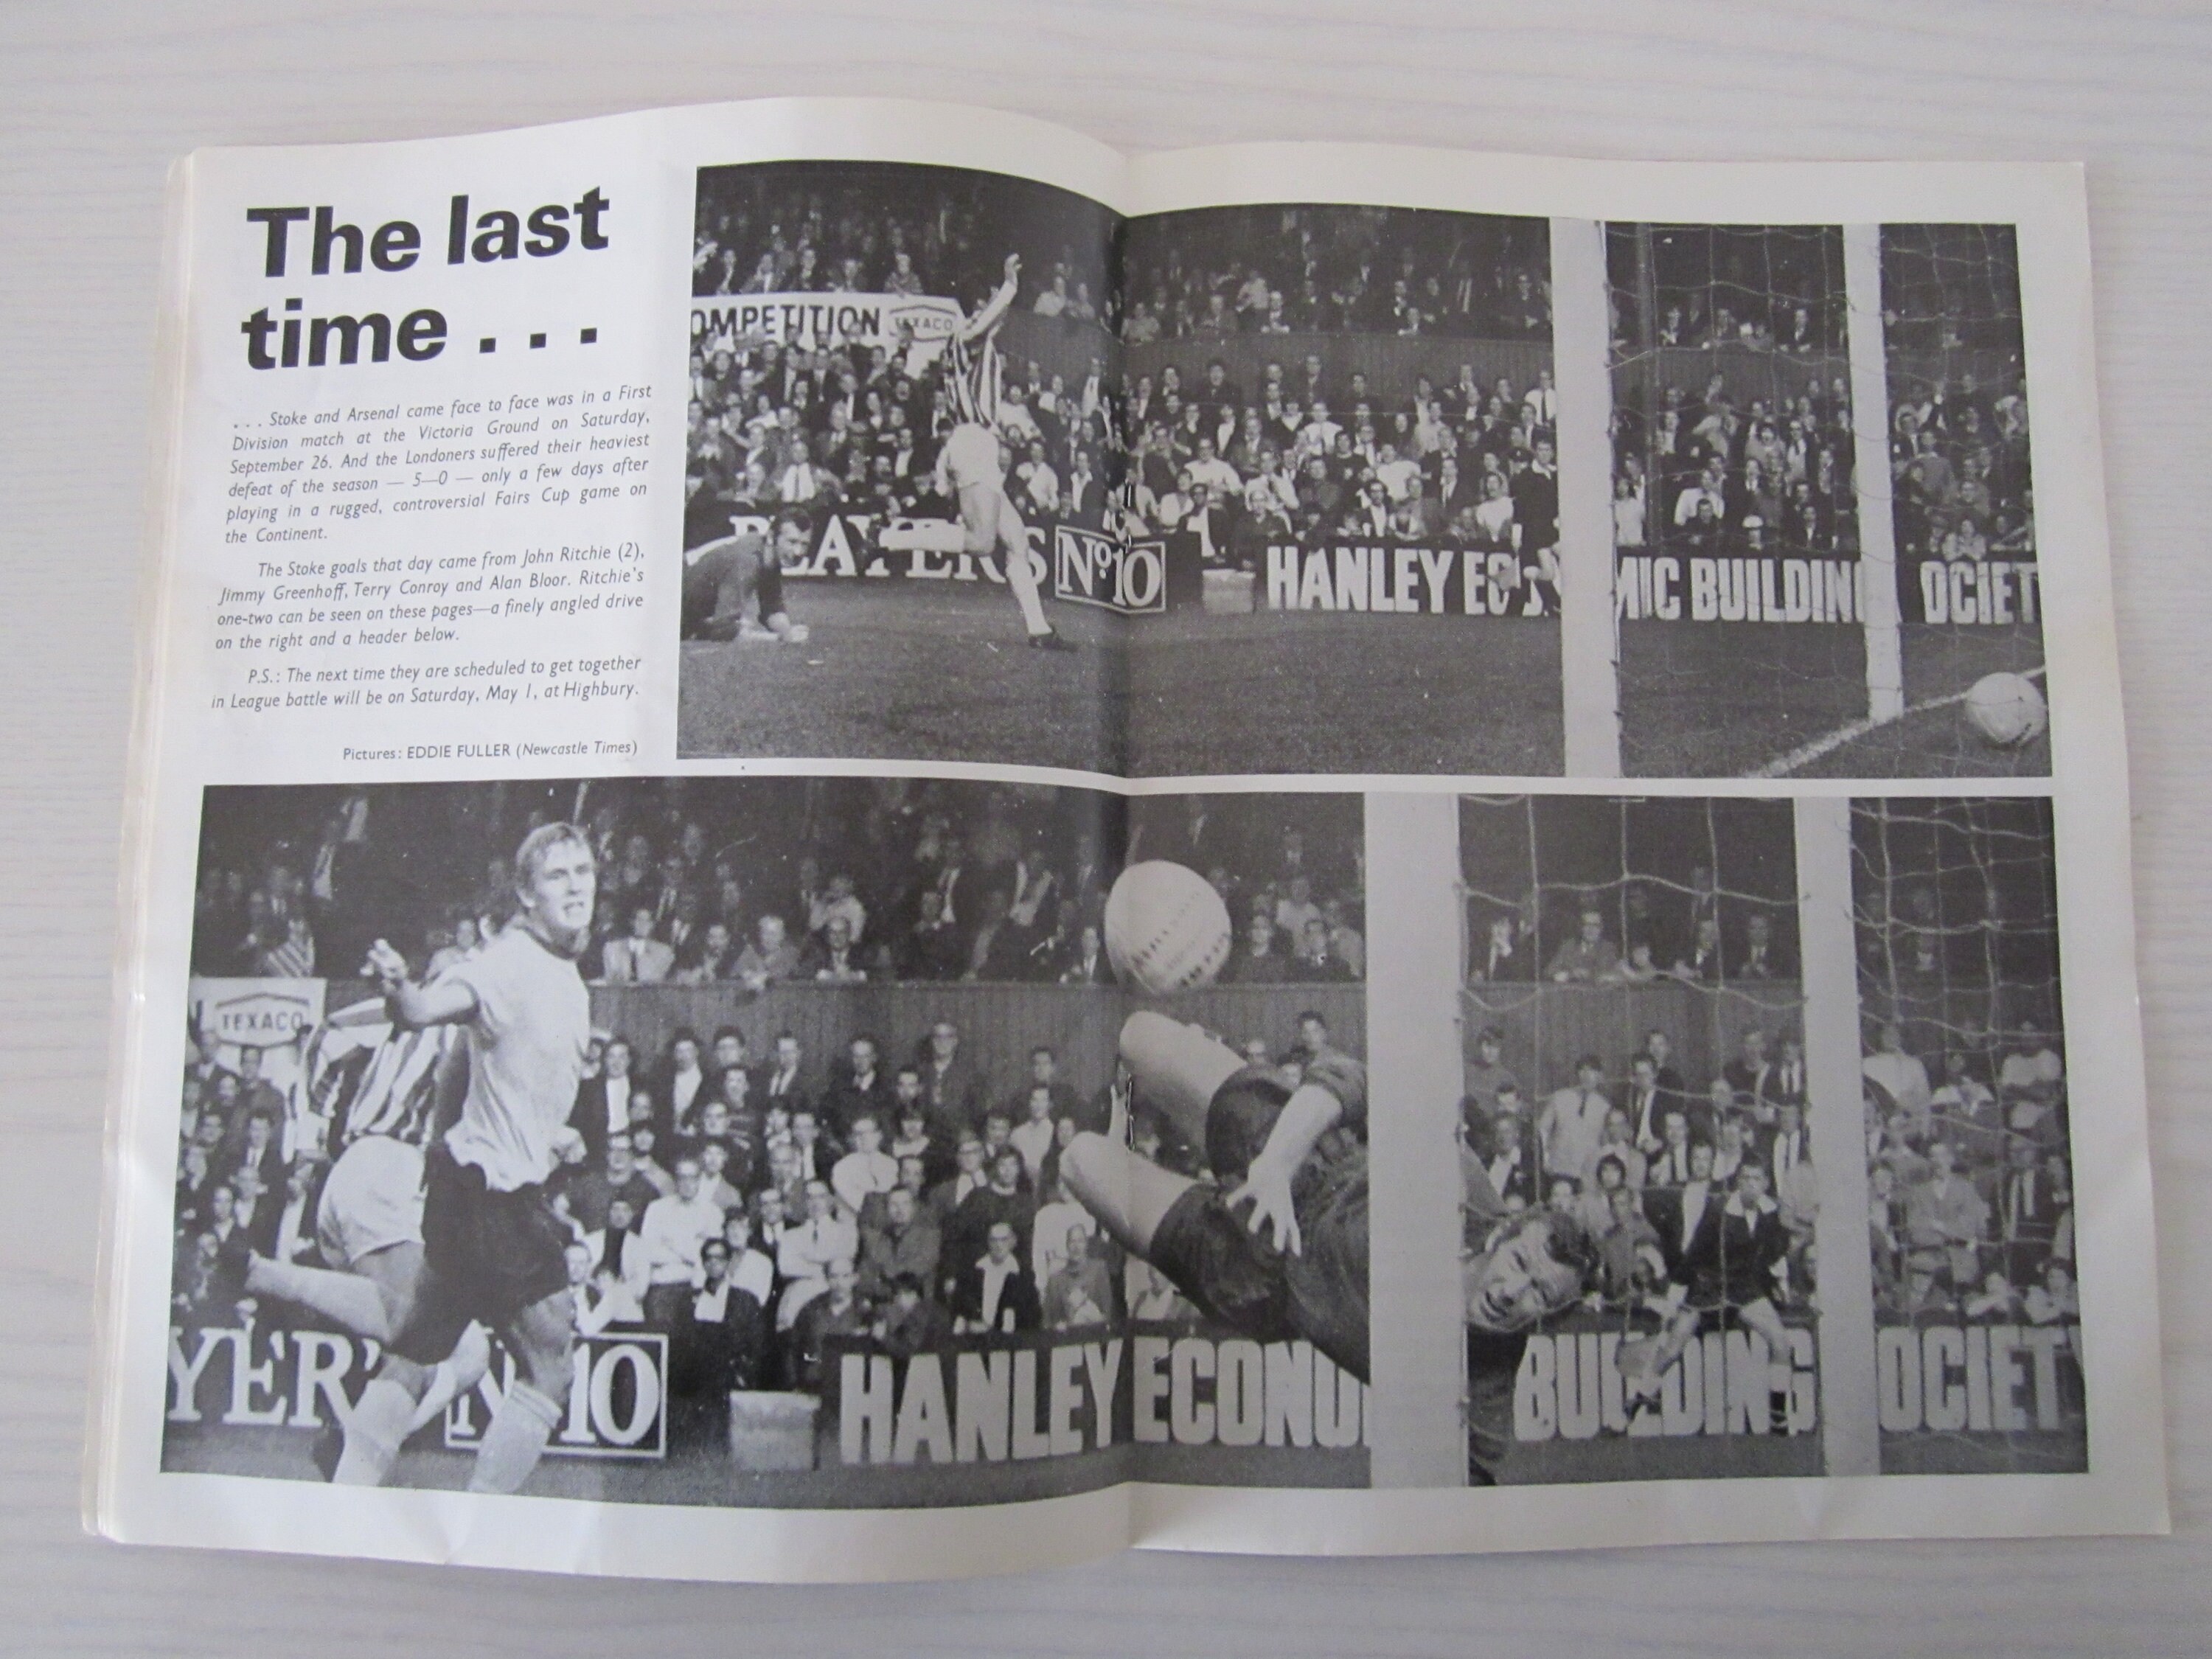 The last
time . . .
. . . Stoke and Arsenal came face to face was in a First
Division match at the Victoria Ground on Saturday,
September 26. And the Londoners suffered their heaviest
defeat of the season — 5—0 — only a few days after
playing in a rugged, controversial Fairs Cup game on
the Continent.
The Stoke goals that day came from John Ritchie (2),
Jimmy Greenhoff, Terry Conroy and Alan Bloor. Ritchie's
one-two can be seen on these pages—a finely angled drive
on the right and a header below.
P.S.: The next time they are scheduled to get together
in League battle will be on Saturday, May 1, at Highbury.
Pictures: EDDIE FULLER (Newcastle Times)
OMPETITION TEXACO
PLAYER'S No10 HANLEY EC MIC BUILDING OCIET
TEXACO
YER' No10 HANLEY ECONO BUILDING OCIET